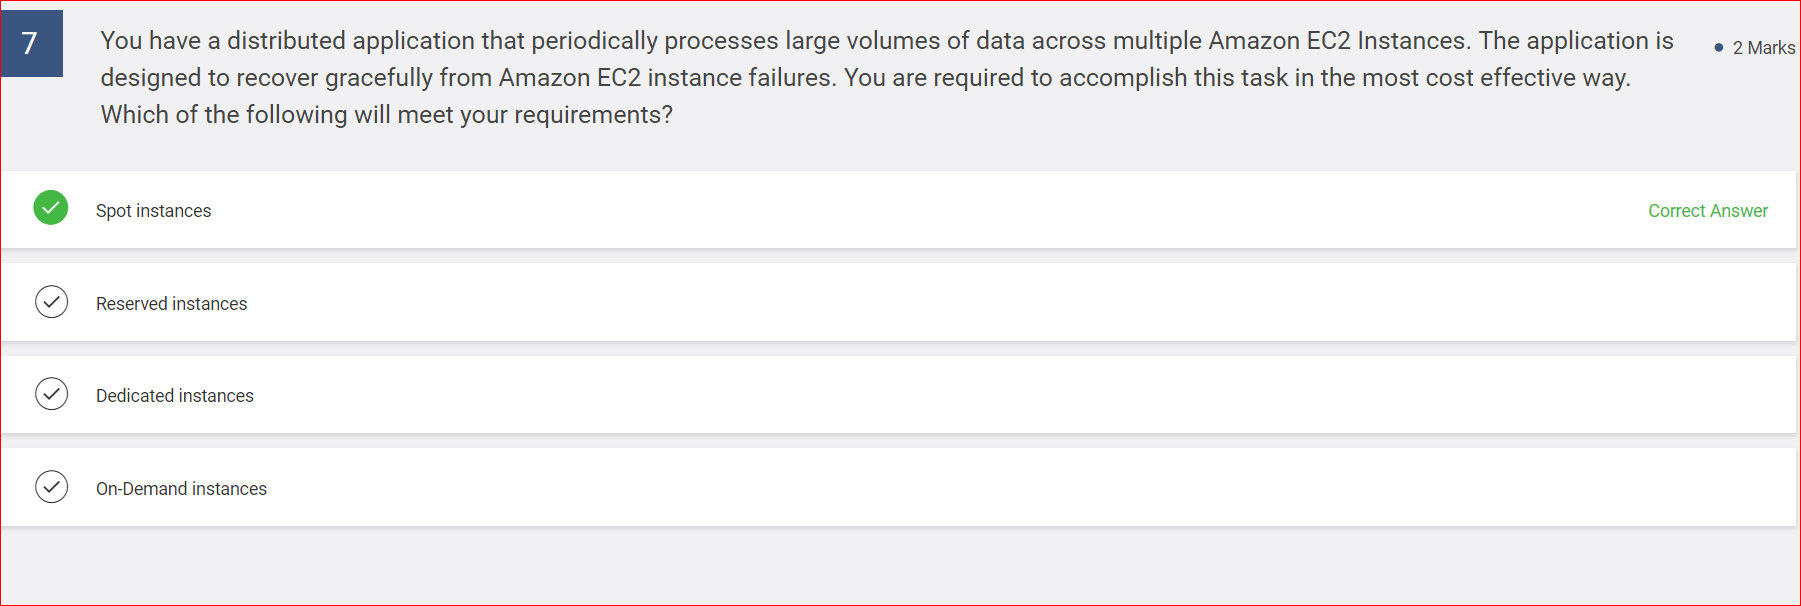 7
You have a distributed application that periodically processes large volumes of data across multiple Amazon EC2 Instances. The application is
2 Marks
designed to recover gracefully from Amazon EC2 instance failures. You are required to accomplish this task in the most cost effective way.
Which of the following will meet your requirements?
Spot instances
Correct Answer
Reserved instances
Dedicated instances
On-Demand instances